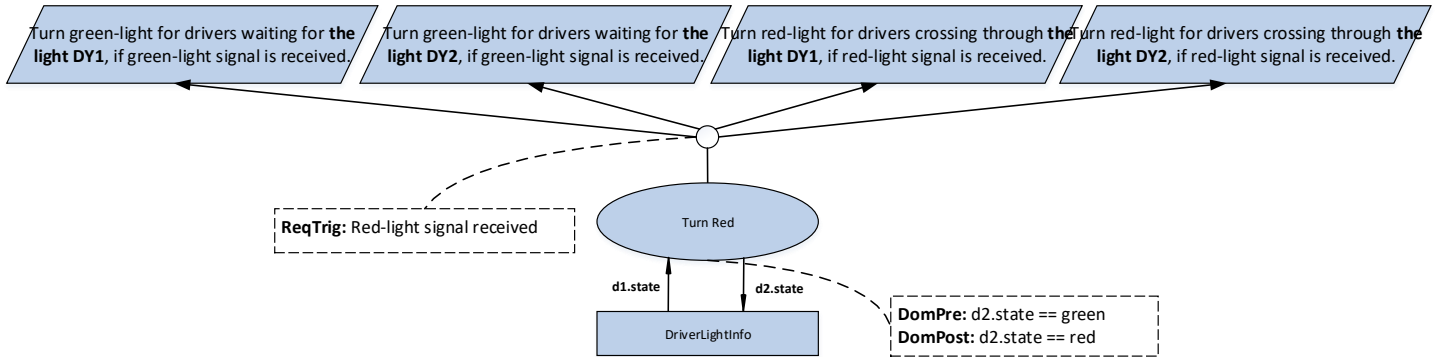 Turn green-light for drivers waiting for the
light DY1, if green-light signal is received.
Turn green-light for drivers waiting for the
light DY2, if green-light signal is received.
Turn red-light for drivers crossing through the
light DY1, if red-light signal is received.
Turn red-light for drivers crossing through the
light DY2, if red-light signal is received.
ReqTrig: Red-light signal received
Turn Red
d1.state
d2.state
DomPre: d2.state == green
DomPost: d2.state == red
DriverLightInfo